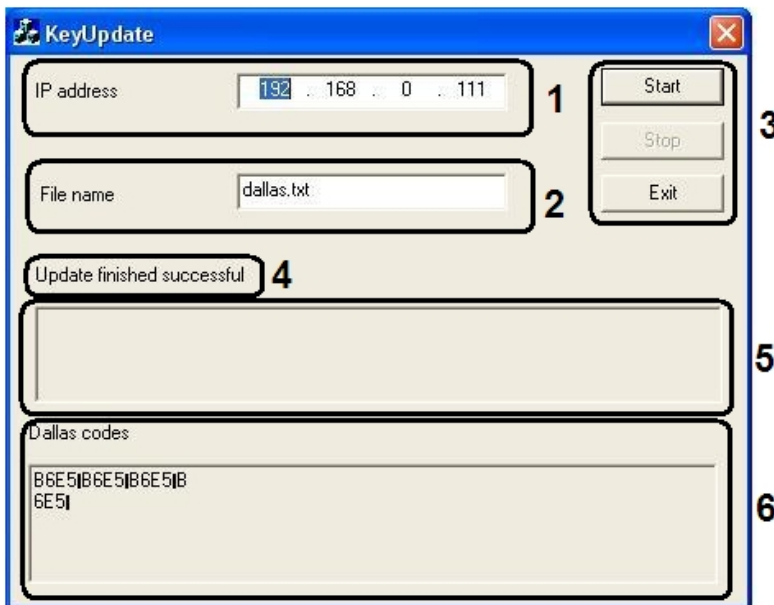 KeyUpdate
IP address 192 . 168 . 0 . 111 1
Start
Stop
Exit
3
File name dallas.txt 2
Update finished successful 4
5
Dallas codes
B6E5|B6E5|B6E5|B
6E5|
6